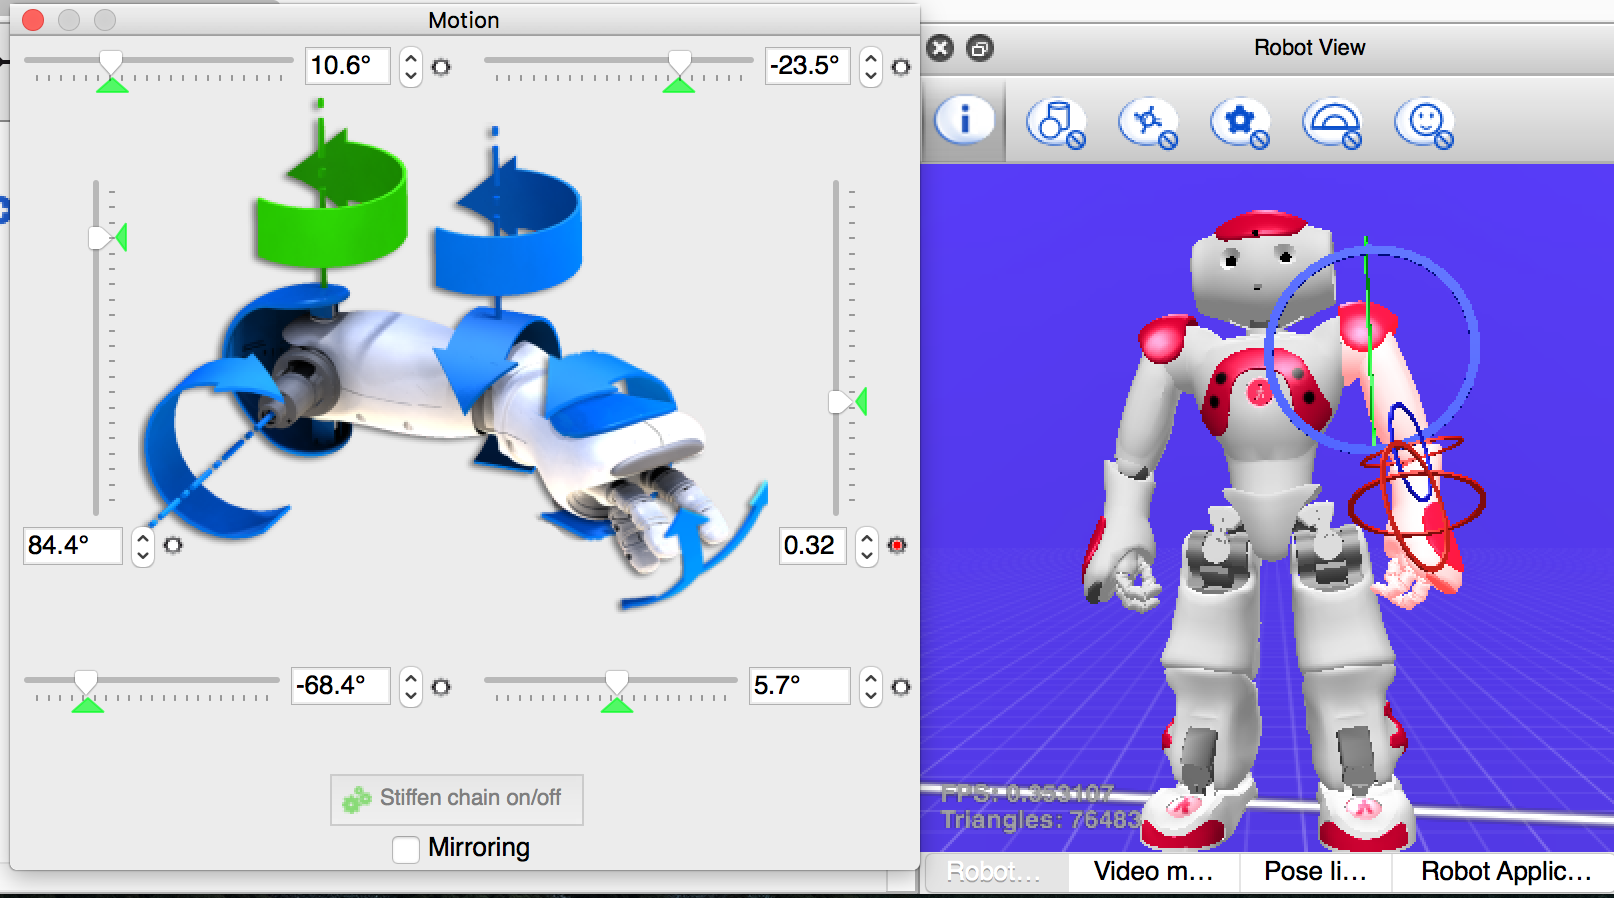 Motion
10.6°
-23.5°
84.4°
0.32
-68.4°
5.7°
Stiffen chain on/off
Mirroring
Robot View
i
FPS: 0.353107
Triangles: 76483
Robot...
Video m...
Pose li...
Robot Applic...